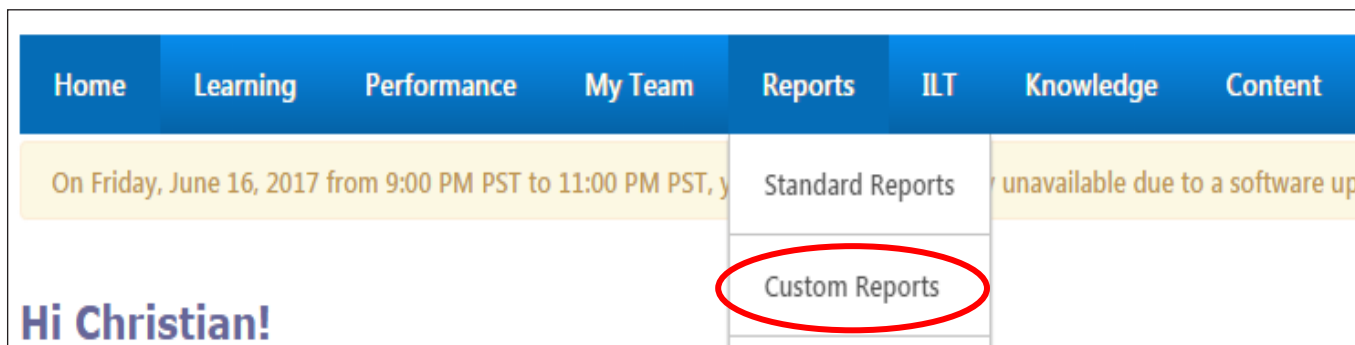 Home Learning Performance My Team Reports ILT Knowledge Content
On Friday, June 16, 2017 from 9:00 PM PST to 11:00 PM PST, unavailable due to a software
Standard Reports
Custom Reports
Hi Christian!